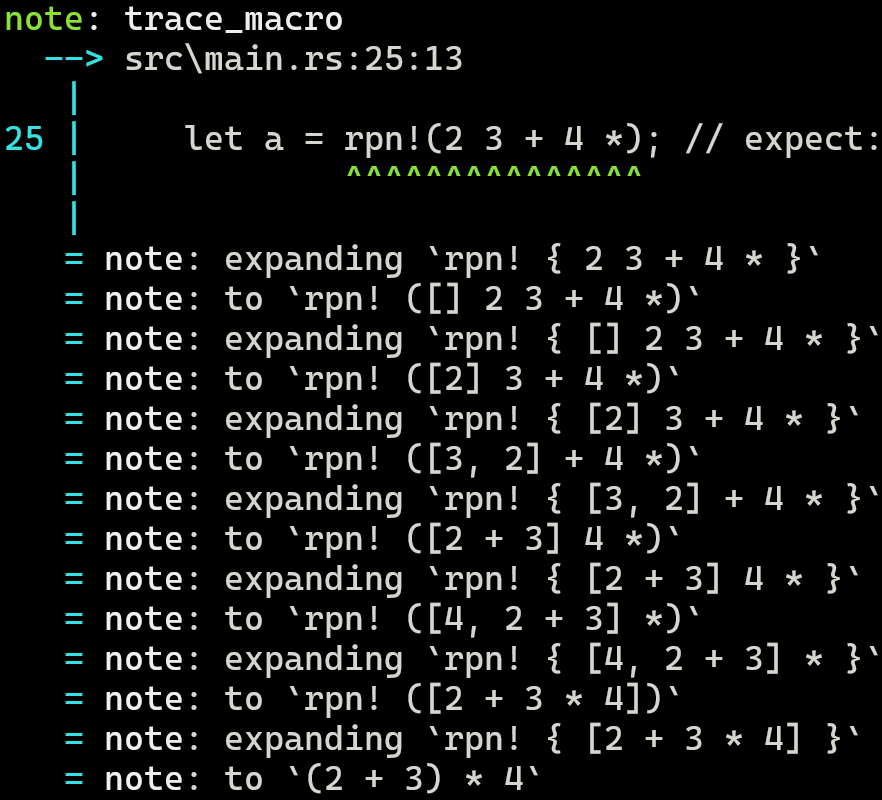 note: trace_macro
  --> src\main.rs:25:13
   |
25 |     let a = rpn!(2 3 + 4 *); // expect:
   |             ^^^^^^^^^^^^^^^
   |
   = note: expanding `rpn! { 2 3 + 4 * }`
   = note: to `rpn! ([] 2 3 + 4 *)`
   = note: expanding `rpn! { [] 2 3 + 4 * }`
   = note: to `rpn! ([2] 3 + 4 *)`
   = note: expanding `rpn! { [2] 3 + 4 * }`
   = note: to `rpn! ([3, 2] + 4 *)`
   = note: expanding `rpn! { [3, 2] + 4 * }`
   = note: to `rpn! ([2 + 3] 4 *)`
   = note: expanding `rpn! { [2 + 3] 4 * }`
   = note: to `rpn! ([4, 2 + 3] *)`
   = note: expanding `rpn! { [4, 2 + 3] * }`
   = note: to `rpn! ([2 + 3 * 4])`
   = note: expanding `rpn! { [2 + 3 * 4] }`
   = note: to `(2 + 3) * 4`